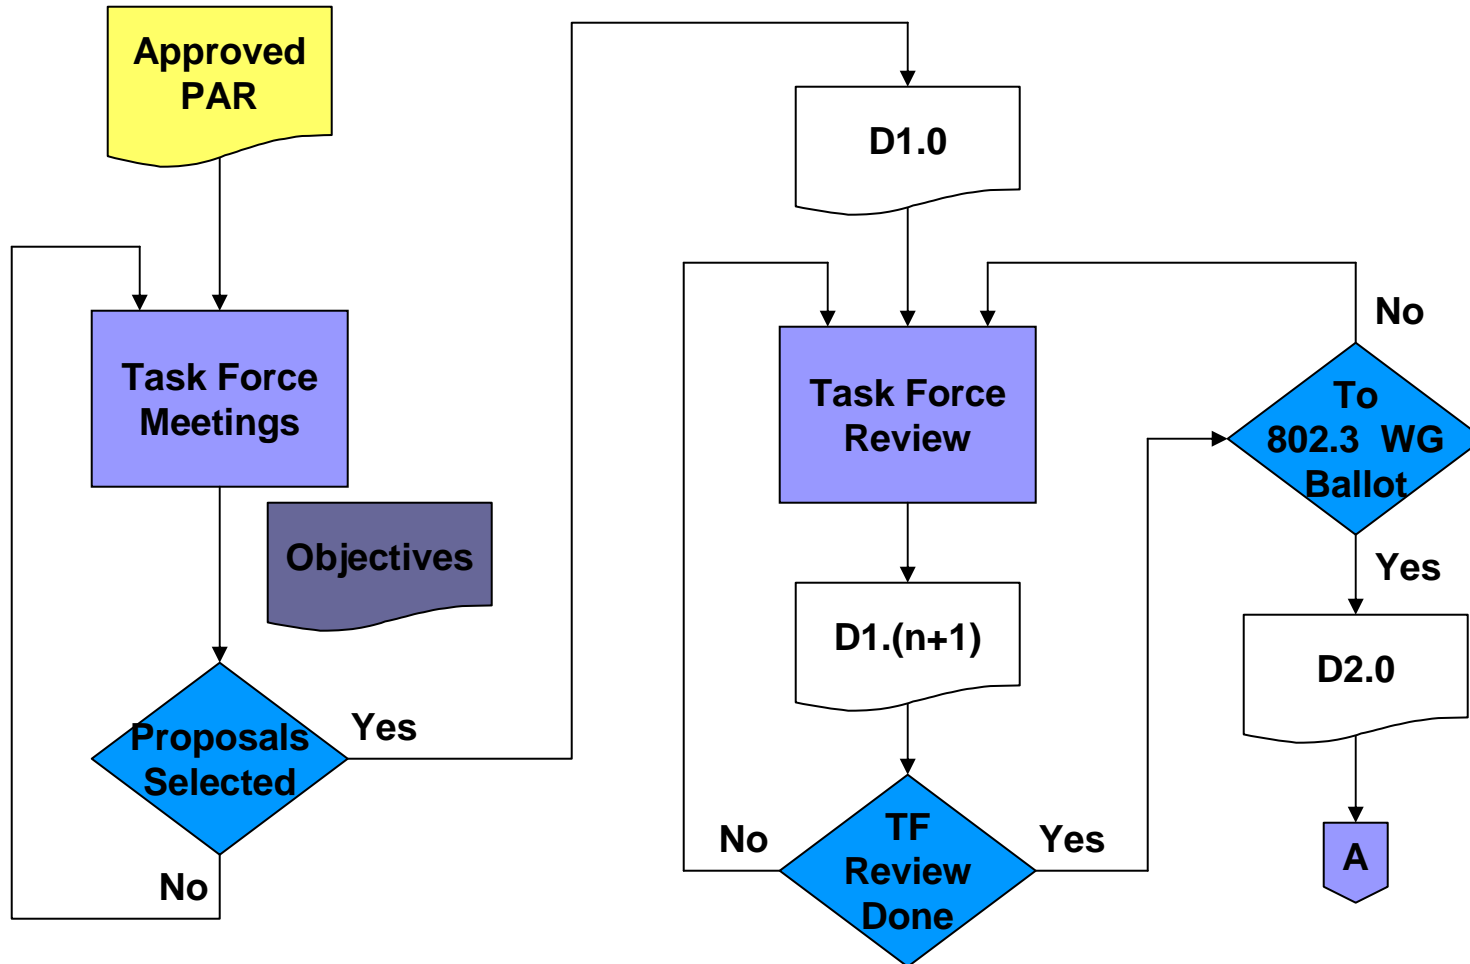 Approved
PAR
Task Force
Meetings
Objectives
Proposals
Selected
Yes
No
D1.0
Task Force
Review
D1.(n+1)
TF
Review
Done
No
Yes
To
802.3 WG
Ballot
No
Yes
D2.0
A